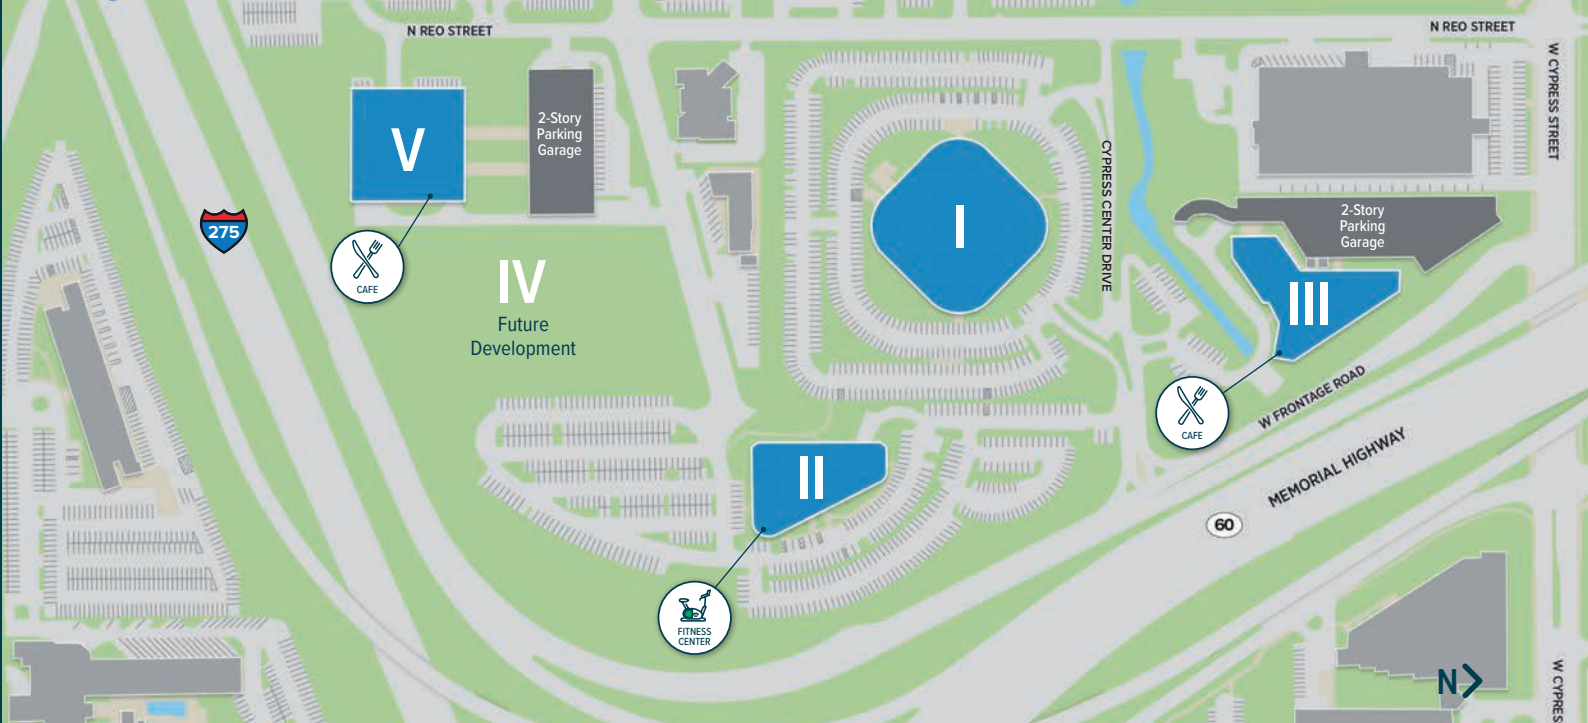 N REO STREET
N REO STREET
W CYPRESS STREET
V
2-Story
Parking
Garage
I
CYPRESS CENTER DRIVE
2-Story
Parking
Garage
275
CAFE
IV
Future
Development
III
CAFE
W FRONTAGE ROAD
MEMORIAL HIGHWAY
60
II
FITNESS
CENTER
N
W CYPRES